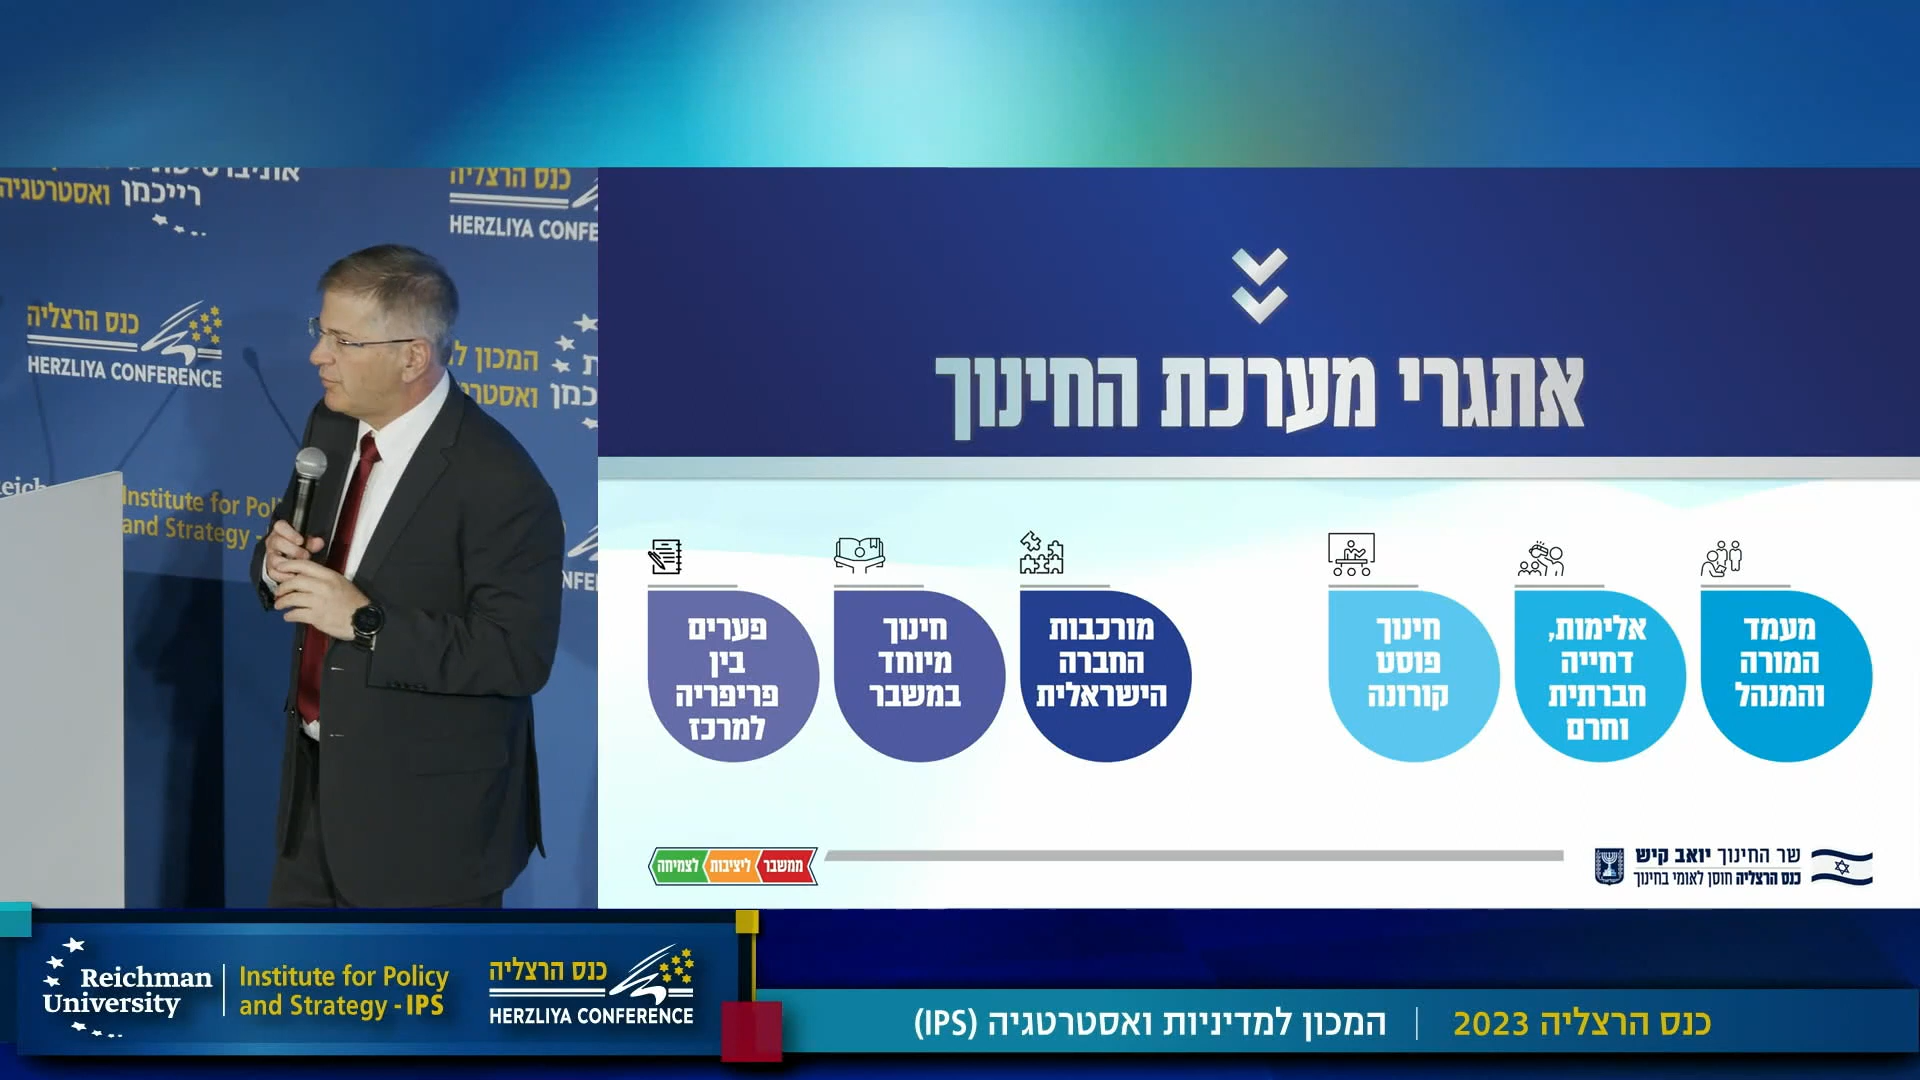 רייכמן ואסטרטגיה
כנס הרצליה
HERZLIYA CONFE
כנס הרצליה
HERZLIYA CONFERENCE
המכון
ואסטרט
Institute for Pol
and Strategy -
אתגרי מערכת החינוך
מעמד
המורה
והמנהל
אלימות,
דחייה
חברתית
וחרם
חינוך
פוסט
קורונה
מורכבות
החברה
הישראלית
חינוך
מיוחד
במשבר
פערים
בין
פריפריה
למרכז
ממשבר
ליציבות
לצמיחה
שר החינוך יואב קיש
כנס הרצליה חוסן לאומי בחינוך
Reichman
University
Institute for Policy
and Strategy - IPS
כנס הרצליה
HERZLIYA CONFERENCE
כנס הרצליה 2023 | המכון למדיניות ואסטרטגיה (IPS)